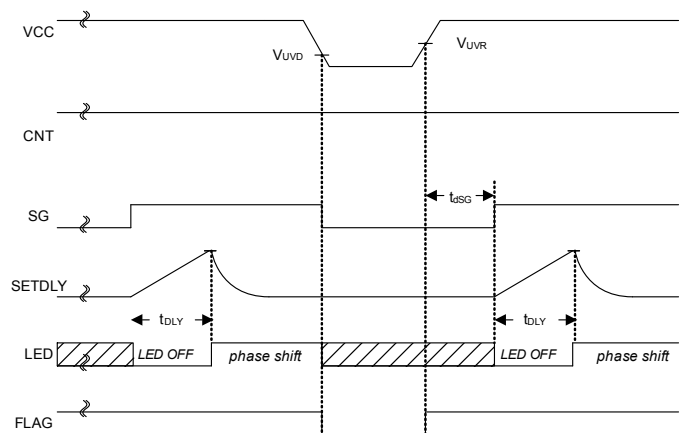 VCC
VUVD
VUVR
CNT
tdSG
SG
SETDLY
tDLY
tDLY
LED
LED OFF
phase shift
LED OFF
phase shift
FLAG